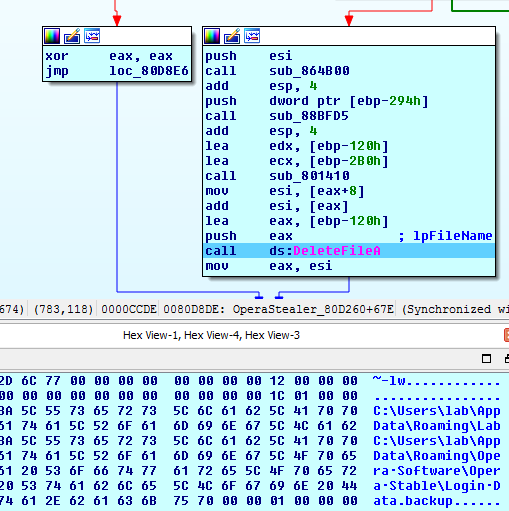 xor eax, eax
jmp loc_80D8E6
push esi
call sub_864B00
add esp, 4
push dword ptr [ebp-294h]
call sub_88BFD5
add esp, 4
lea edx, [ebp-120h]
lea ecx, [ebp-2B0h]
call sub_801410
mov esi, [eax+8]
add esi, [eax]
lea eax, [ebp-120h]
push eax ; lpFileName
call ds:DeleteFileA
mov eax, esi
674) (783,118) 0000CCDE 0080D8DE: OperaStealer_80D260+67E (Synchronized wi
Hex View-1, Hex View-4, Hex View-3
2D 6C 77 00 00 00 00 00 00 00 00 00 12 00 00 00 ~-lw............
00 00 00 00 00 00 00 00 00 00 00 00 1C 01 00 00 ................
3A 5C 55 73 65 72 73 5C 6C 61 62 5C 41 70 70 C:\Users\lab\App
61 74 61 5C 52 6F 61 6D 69 6E 67 5C 4C 61 62 Data\Roaming\Lab
3A 5C 55 73 65 72 73 5C 6C 61 62 5C 41 70 70 C:\Users\lab\App
61 74 61 5C 52 6F 61 6D 69 6E 67 5C 4F 70 65 Data\Roaming\Ope
61 20 53 6F 66 74 77 61 72 65 5C 4F 70 65 72 ra·Software\Oper
20 53 74 61 62 6C 65 5C 4C 6F 67 69 6E 20 44 a·Stable\Login·D
74 61 2E 62 61 63 6B 75 70 00 00 00 01 00 00 00 ata.backup......